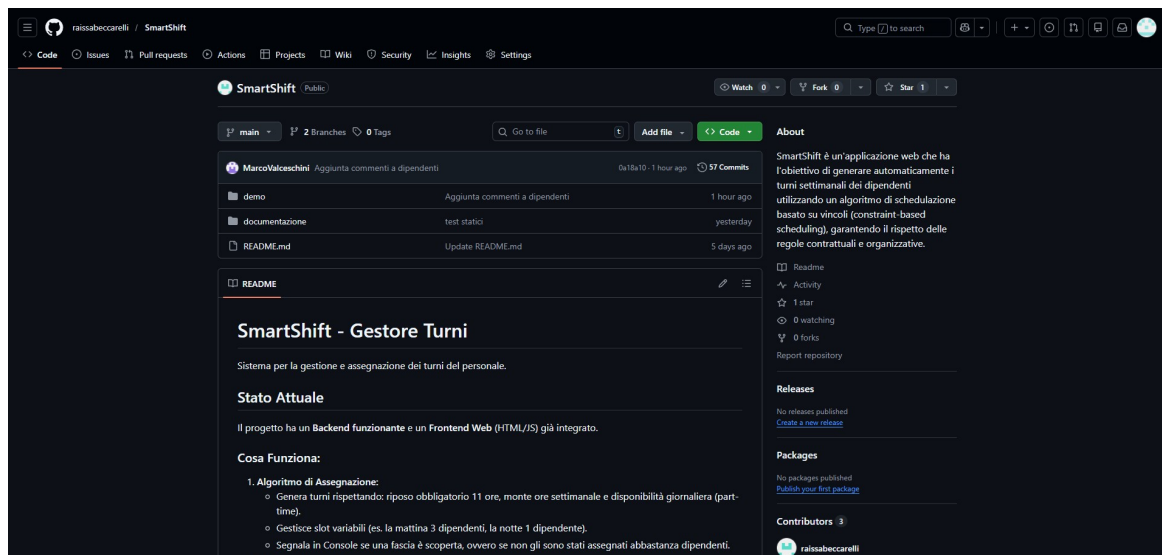 raissabeccarelli / SmartShift
Type / to search
Code Issues Pull requests Actions Projects Wiki Security Insights Settings
SmartShift Public
Watch 0 Fork 0 Star 1
main 2 Branches 0 Tags
Go to file t Add file Code
MarcoValceschini Aggiunta commenti a dipendenti 0a18a10 · 1 hour ago 57 Commits
demo Aggiunta commenti a dipendenti 1 hour ago
documentazione test statici yesterday
README.md Update README.md 5 days ago
README
SmartShift - Gestore Turni
Sistema per la gestione e assegnazione dei turni del personale.
Stato Attuale
Il progetto ha un Backend funzionante e un Frontend Web (HTML/JS) già integrato.
Cosa Funziona:
1. Algoritmo di Assegnazione:
Genera turni rispettando: riposo obbligatorio 11 ore, monte ore settimanale e disponibilità giornaliera (part-
time).
Gestisce slot variabili (es. la mattina 3 dipendenti, la notte 1 dipendente).
Segnala in Console se una fascia è scoperta, ovvero se non gli sono stati assegnati abbastanza dipendenti.
About
SmartShift è un'applicazione web che ha
l'obiettivo di generare automaticamente i
turni settimanali dei dipendenti
utilizzando un algoritmo di schedulazione
basato su vincoli (constraint-based
scheduling), garantendo il rispetto delle
regole contrattuali e organizzative.
Readme
Activity
1 star
0 watching
0 forks
Report repository
Releases
No releases published
Create a new release
Packages
No packages published
Publish your first package
Contributors 3
raissabeccarelli